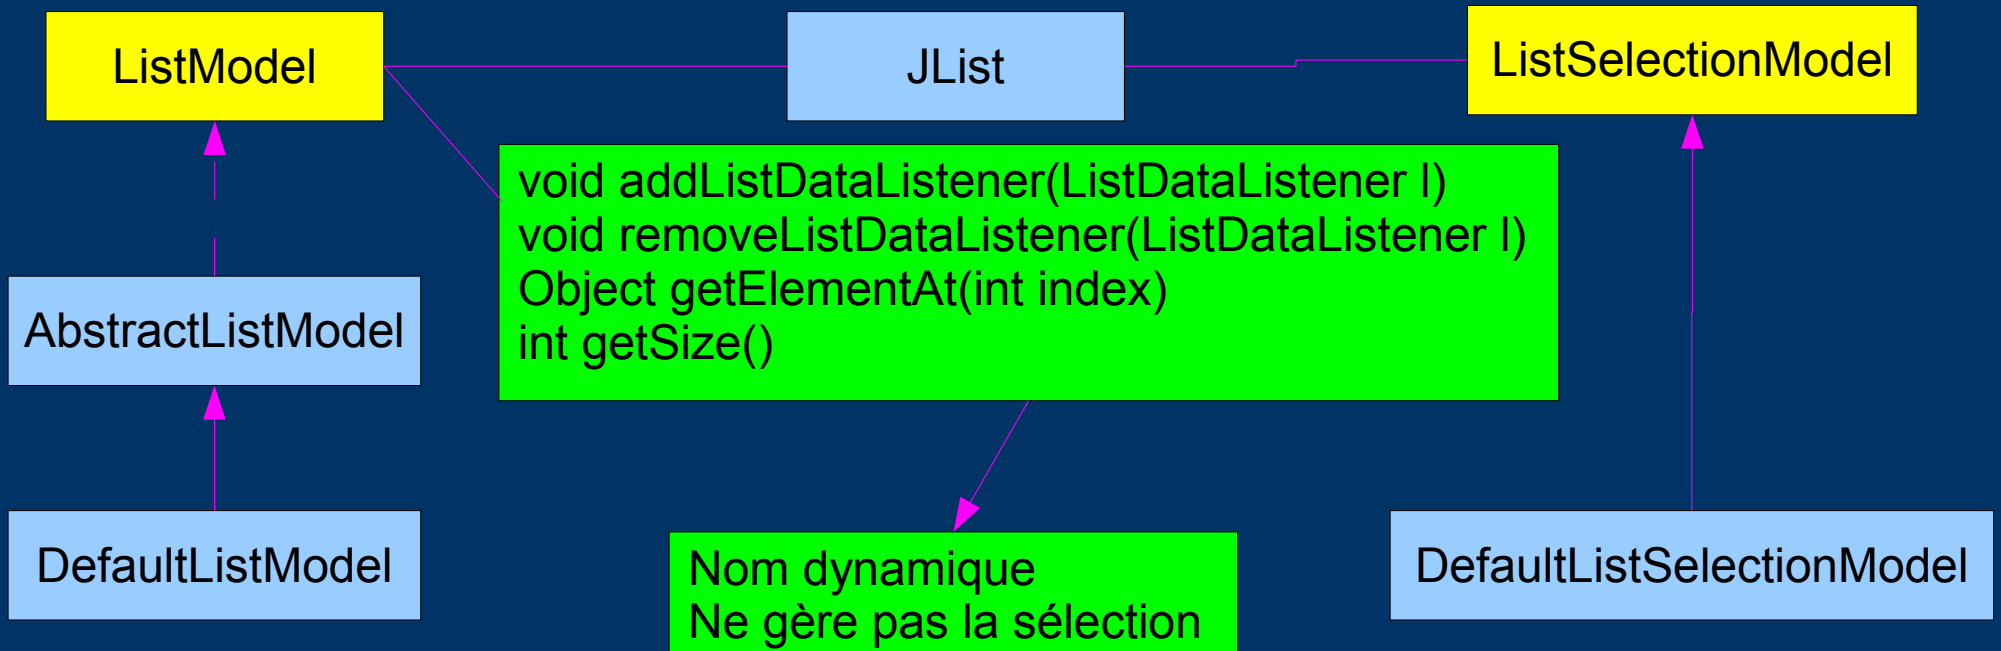 ListModel
JList
ListSelectionModel
void addListDataListener(ListDataListener l)
void removeListDataListener(ListDataListener l)
Object getElementAt(int index)
int getSize()
AbstractListModel
DefaultListModel
Nom dynamique
Ne gère pas la sélection
DefaultListSelectionModel